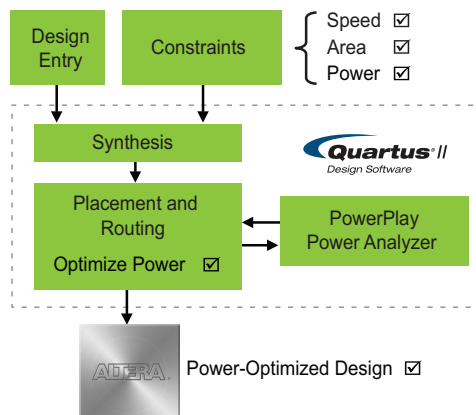 Design
Entry
Constraints
Speed ☑
Area ☑
Power ☑
Synthesis
Quartus® II
Design Software
Placement and
Routing
Optimize Power ☑
PowerPlay
Power Analyzer
ALTERA.
Power-Optimized Design ☑